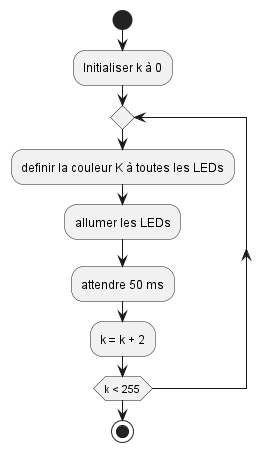 Initialiser k à 0
definir la couleur K à toutes les LEDs
allumer les LEDs
attendre 50 ms
k = k + 2
k < 255